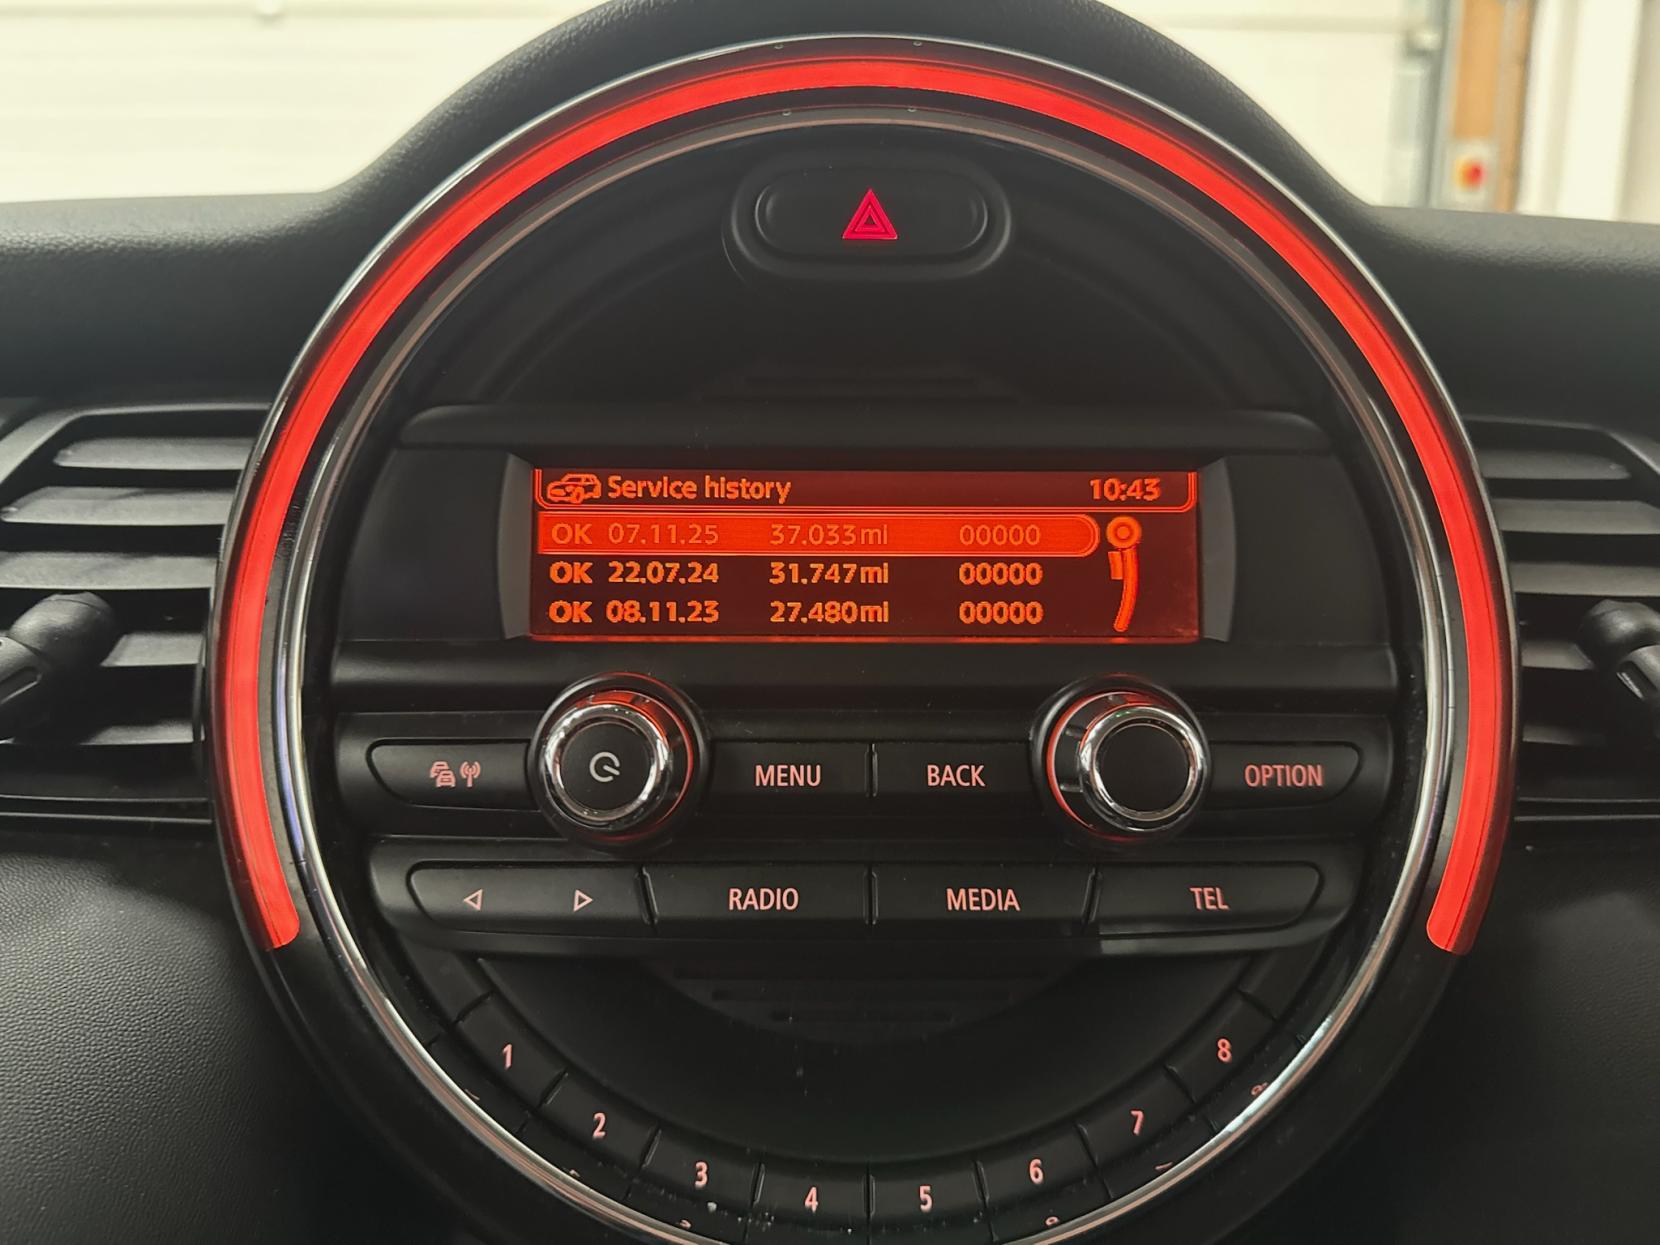 Service history 10:43
OK 07.11.25 37.033mi 00000
OK 22.07.24 31.747mi 00000
OK 08.11.23 27.480mi 00000
MENU BACK OPTION
RADIO MEDIA TEL
1 2 3 4 5 6 7 8